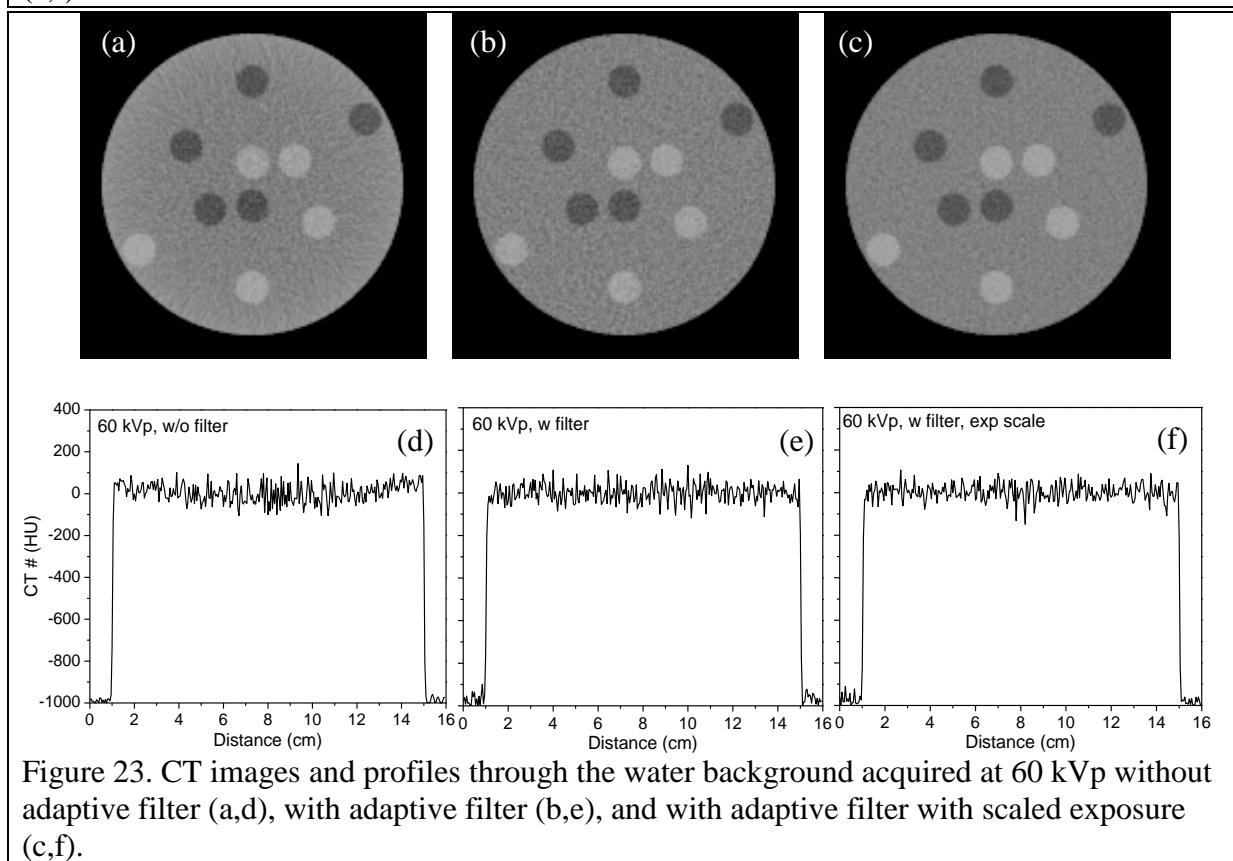 (a)
(b)
(c)
400
200
0
-200
-400
-600
-800
-1000
CT # (HU)
60 kVp, w/o filter
(d)
0 2 4 6 8 10 12 14 16
Distance (cm)
60 kVp, w filter
(e)
0 2 4 6 8 10 12 14 16
Distance (cm)
60 kVp, w filter, exp scale
(f)
0 2 4 6 8 10 12 14 16
Distance (cm)
Figure 23. CT images and profiles through the water background acquired at 60 kVp without
adaptive filter (a,d), with adaptive filter (b,e), and with adaptive filter with scaled exposure
(c,f).